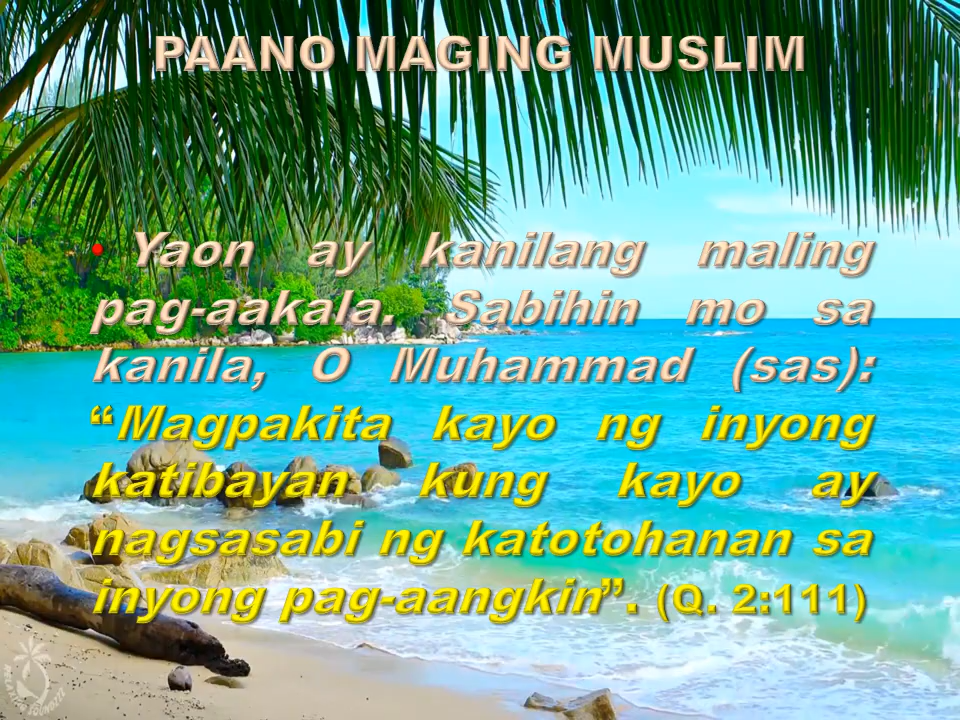 PAANO MAGING MUSLIM
• Yaon ay kanilang maling
pag-aakala. Sabihin mo sa
kanila, O Muhammad (sas):
“Magpakita kayo ng inyong
katibayan kung kayo ay
nagsasabi ng katotohanan sa
inyong pag-aangkin”. (Q. 2:111)